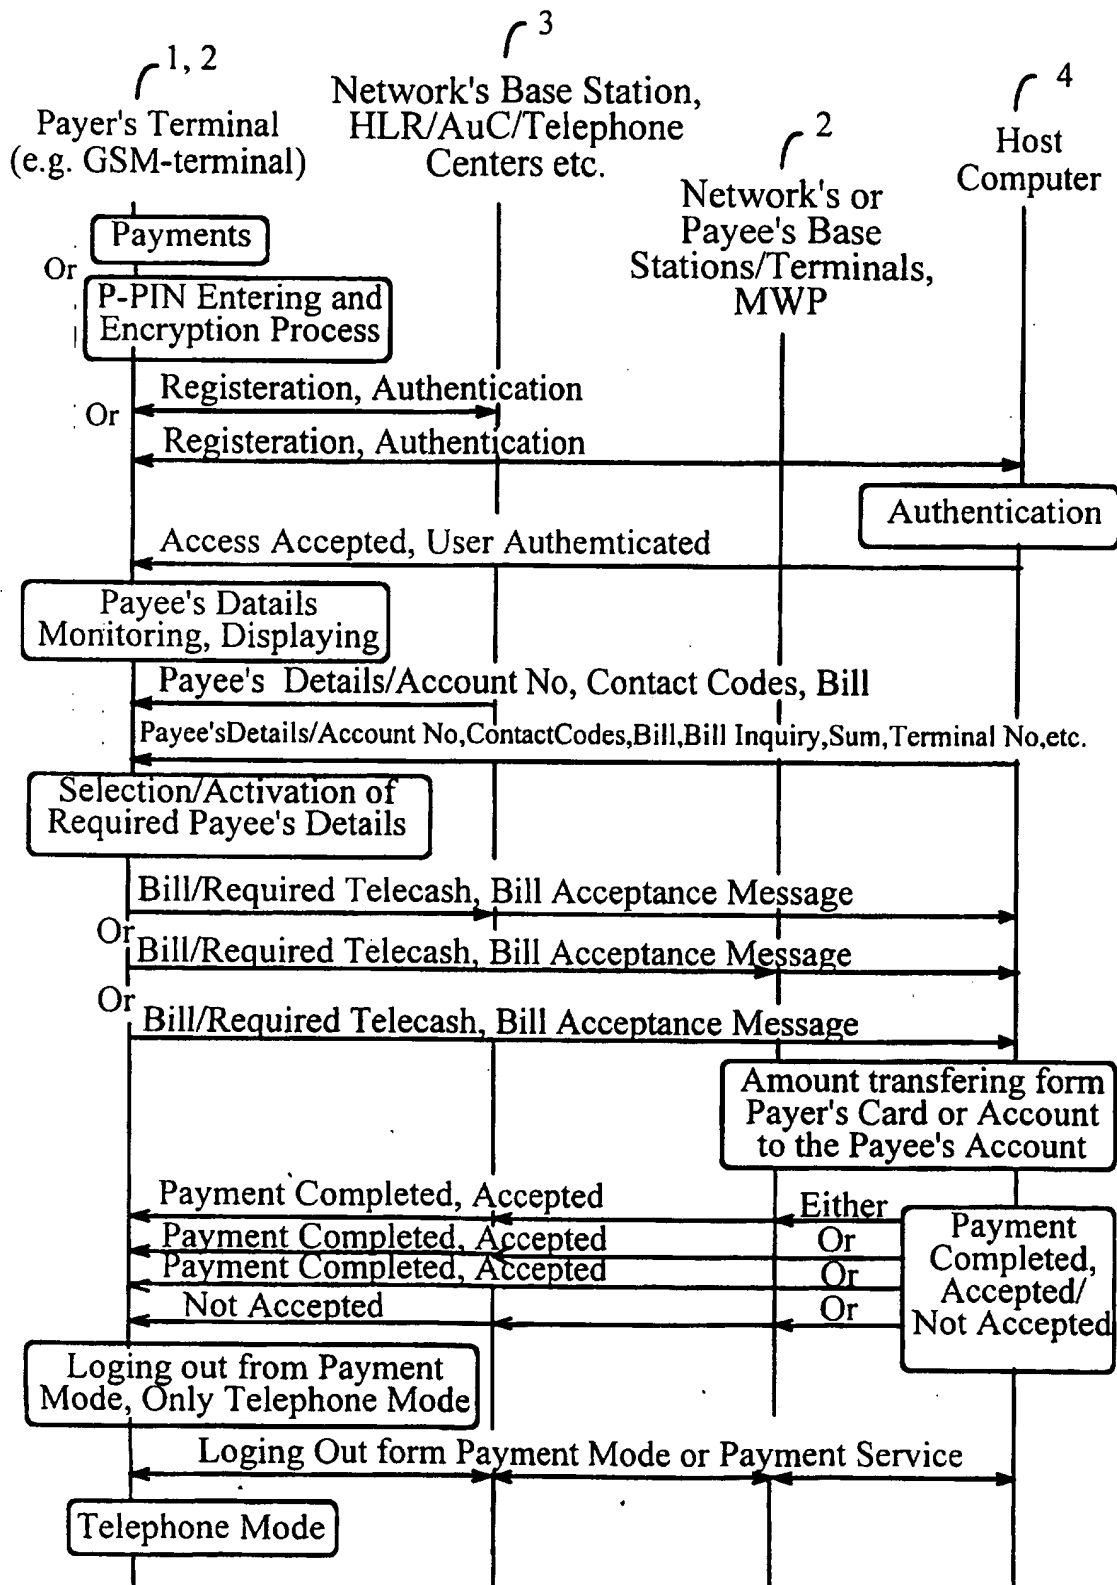 1, 2
3
4
2
Payer's Terminal
(e.g. GSM-terminal)
Network's Base Station,
HLR/AuC/Telephone
Centers etc.
Network's or
Payee's Base
Stations/Terminals,
MWP
Host
Computer
Payments
Or
P-PIN Entering and
Encryption Process
Registeration, Authentication
Or
Registeration, Authentication
Authentication
Access Accepted, User Authemticated
Payee's Datails
Monitoring, Displaying
Payee's Details/Account No, Contact Codes, Bill
Payee'sDetails/Account No,ContactCodes,Bill,Bill Inquiry,Sum,Terminal No,etc.
Selection/Activation of
Required Payee's Details
Bill/Required Telecash, Bill Acceptance Message
Or
Bill/Required Telecash, Bill Acceptance Message
Or
Bill/Required Telecash, Bill Acceptance Message
Amount transfering form
Payer's Card or Account
to the Payee's Account
Payment Completed, Accepted
Either
Payment Completed, Accepted
Or
Payment Completed, Accepted
Or
Not Accepted
Or
Payment
Completed,
Accepted/
Not Accepted
Loging out from Payment
Mode, Only Telephone Mode
Loging Out form Payment Mode or Payment Service
Telephone Mode